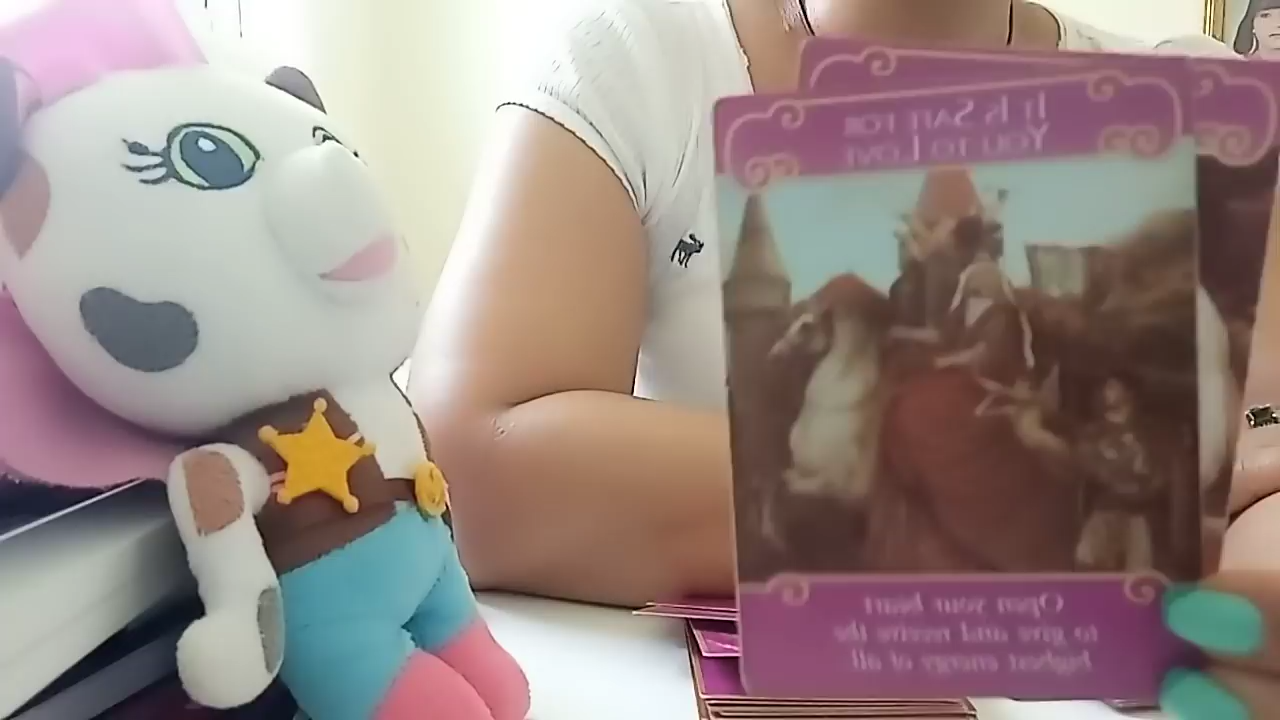 It Is Safe for
You to Love
Open your heart
to give and receive the
highest energy of all